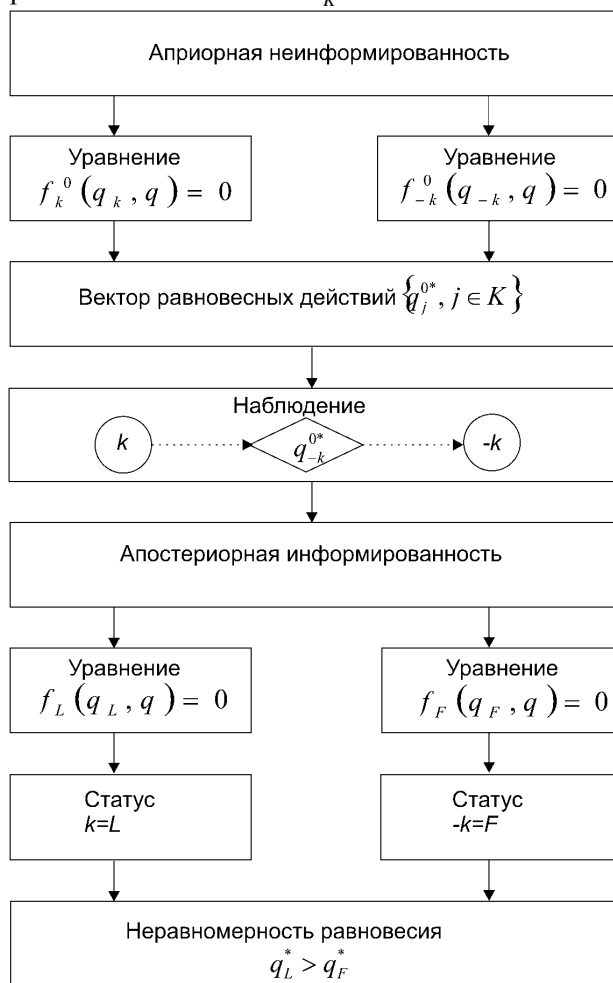 k
Априорная неинформированность
Уравнение
f_k^0 (q_k, q) = 0
Уравнение
f_{-k}^0 (q_{-k}, q) = 0
Вектор равновесных действий {q_j^{0*}, j ∈ K}
Наблюдение
k
q_{-k}^{0*}
-k
Апостериорная информированность
Уравнение
f_L (q_L, q) = 0
Уравнение
f_F (q_F, q) = 0
Статус
k=L
Статус
-k=F
Неравномерность равновесия
q_L^* > q_F^*